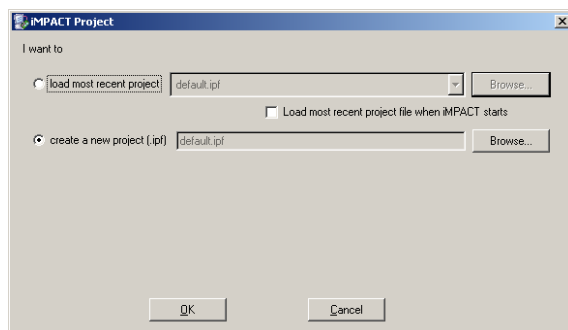 iMPACT Project
I want to
load most recent project
default.ipf
Browse...
Load most recent project file when iMPACT starts
create a new project (.ipf)
default.ipf
Browse...
OK
Cancel